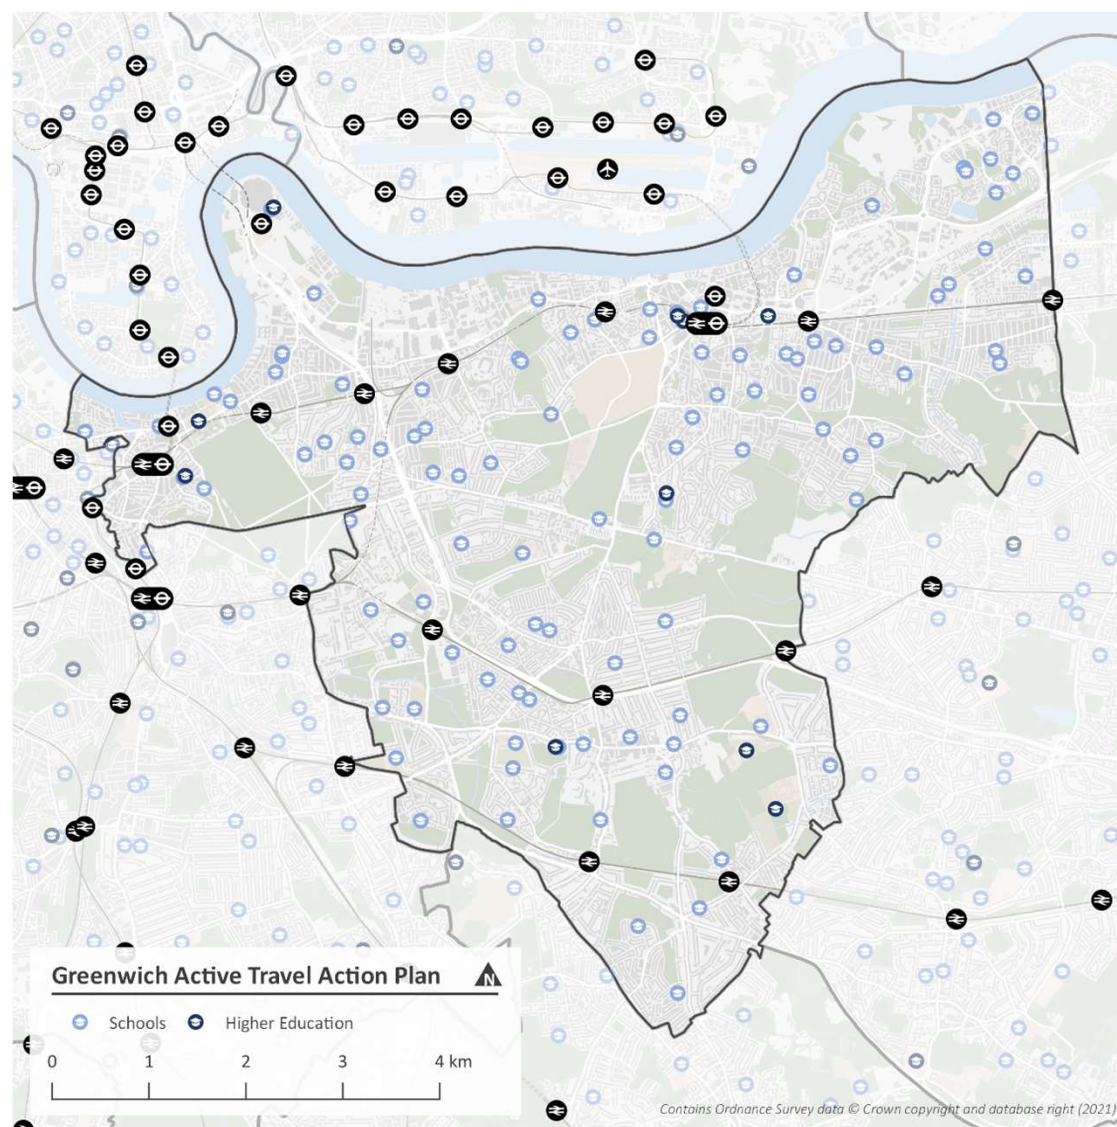 Greenwich Active Travel Action Plan
N
Schools
Higher Education
0 1 2 3 4 km
Contains Ordnance Survey data © Crown copyright and database right (2021)